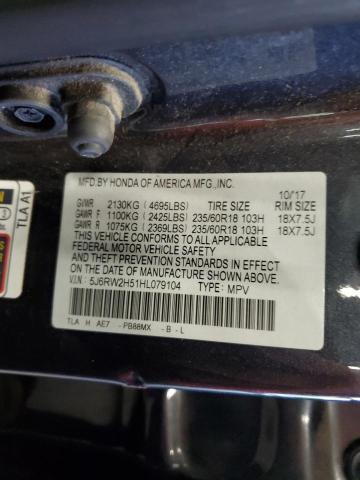 MFD.BY HONDA OF AMERICA MFG.,INC. 10/17
GVWR 2130KG (4695LBS) TIRE SIZE RIM SIZE
GAWR F 1100KG (2425LBS) 235/60R18 103H 18X7.5J
GAWR R 1075KG (2369LBS) 235/60R18 103H 18X7.5J
THIS VEHICLE CONFORMS TO ALL APPLICABLE
FEDERAL MOTOR VEHICLE SAFETY
AND THEFT PREVENTION STANDARDS IN EFFECT
ON THE DATE OF MANUFACTURE SHOWN ABOVE.
V.I.N.: 5J6RW2H51HL079104 TYPE: MPV
TLA H AE7 - PB88MX - B - L
TLA A1